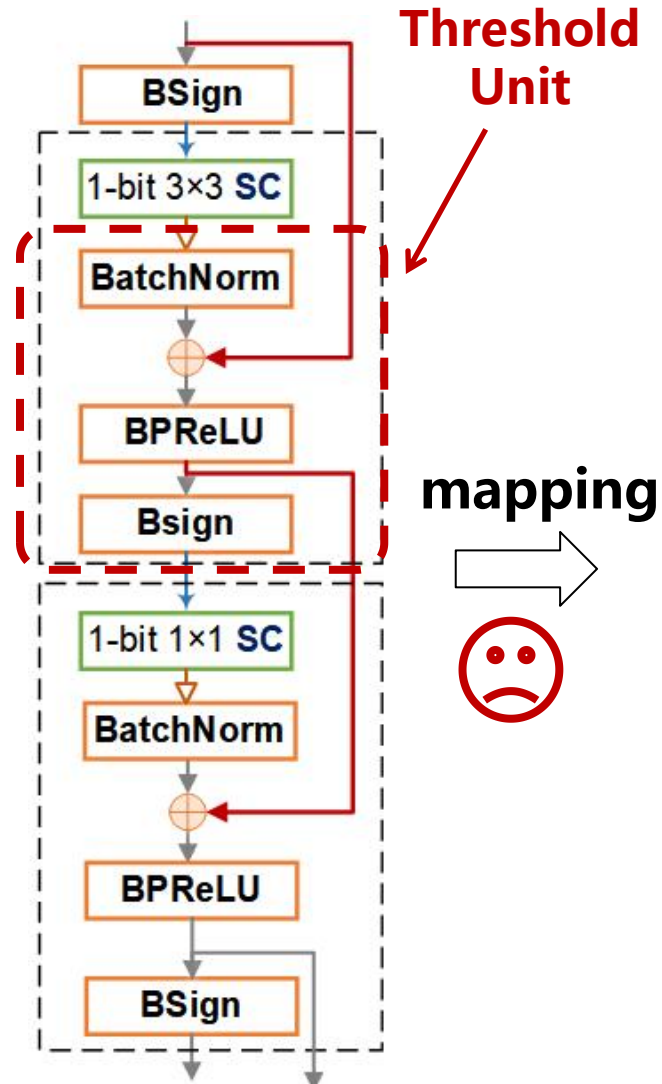 Threshold
Unit
BSign
1-bit 3×3 SC
BatchNorm
BPReLU
Bsign
mapping
1-bit 1×1 SC
BatchNorm
BPReLU
BSign